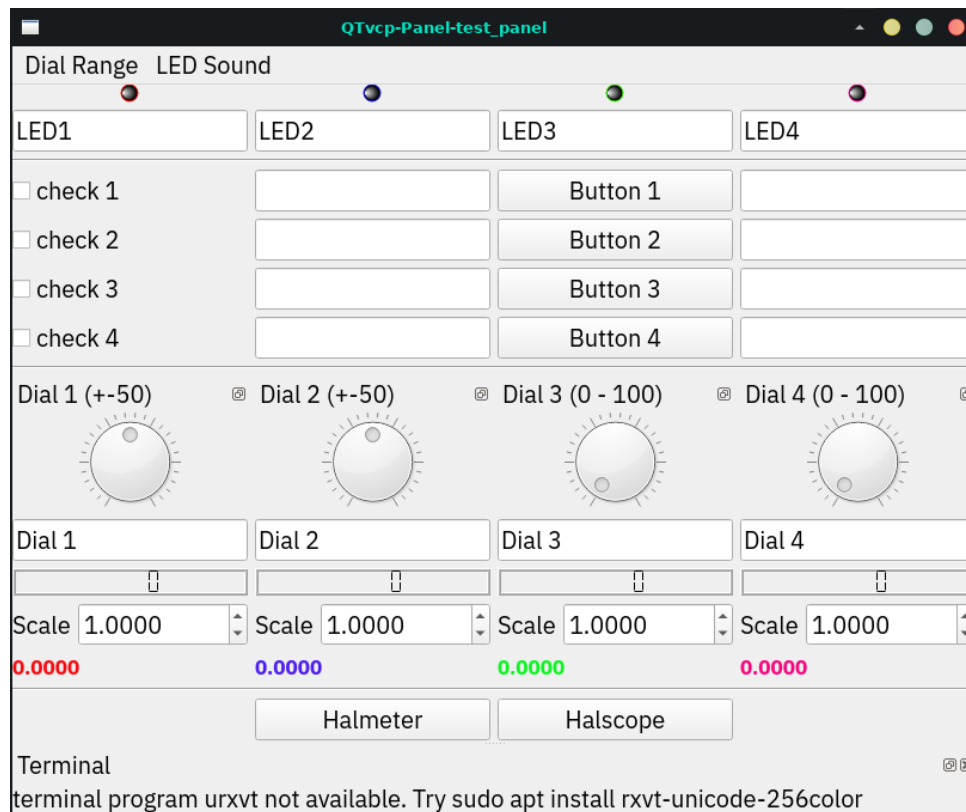 QTvcp-Panel-test_panel
Dial Range LED Sound
LED1 LED2 LED3 LED4
check 1 Button 1
check 2 Button 2
check 3 Button 3
check 4 Button 4
Dial 1 (+-50) Dial 2 (+-50) Dial 3 (0 - 100) Dial 4 (0 - 100)
Dial 1 Dial 2 Dial 3 Dial 4
0 0 0 0
Scale 1.0000 Scale 1.0000 Scale 1.0000 Scale 1.0000
0.0000 0.0000 0.0000 0.0000
Halmeter Halscope
Terminal
terminal program urxvt not available. Try sudo apt install rxvt-unicode-256color